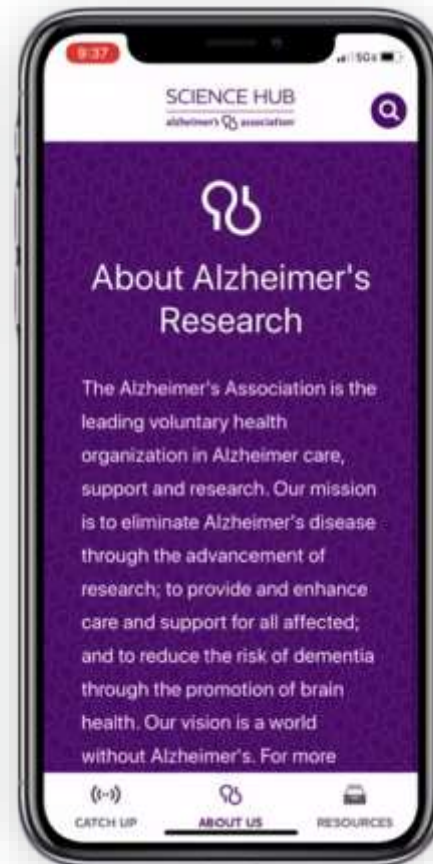 9:37
5G
SCIENCE HUB
alzheimer's association
About Alzheimer's
Research
The Alzheimer's Association is the
leading voluntary health
organization in Alzheimer care,
support and research. Our mission
is to eliminate Alzheimer's disease
through the advancement of
research; to provide and enhance
care and support for all affected;
and to reduce the risk of dementia
through the promotion of brain
health. Our vision is a world
without Alzheimer's. For more
CATCH UP
ABOUT US
RESOURCES